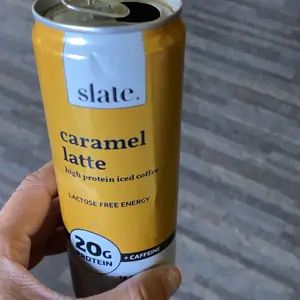 slate.
caramel
latte
high protein iced coffee
LACTOSE FREE ENERGY
20G
PROTEIN
+ CAFFEINE